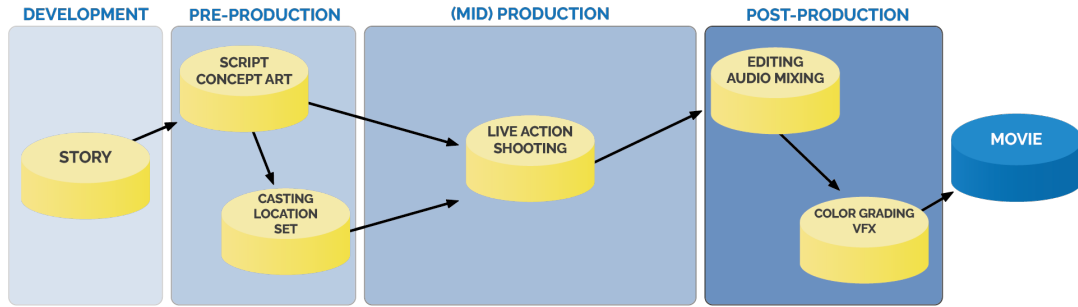 DEVELOPMENT
PRE-PRODUCTION
(MID) PRODUCTION
POST-PRODUCTION
STORY
SCRIPT
CONCEPT ART
CASTING
LOCATION
SET
LIVE ACTION
SHOOTING
EDITING
AUDIO MIXING
COLOR GRADING
VFX
MOVIE